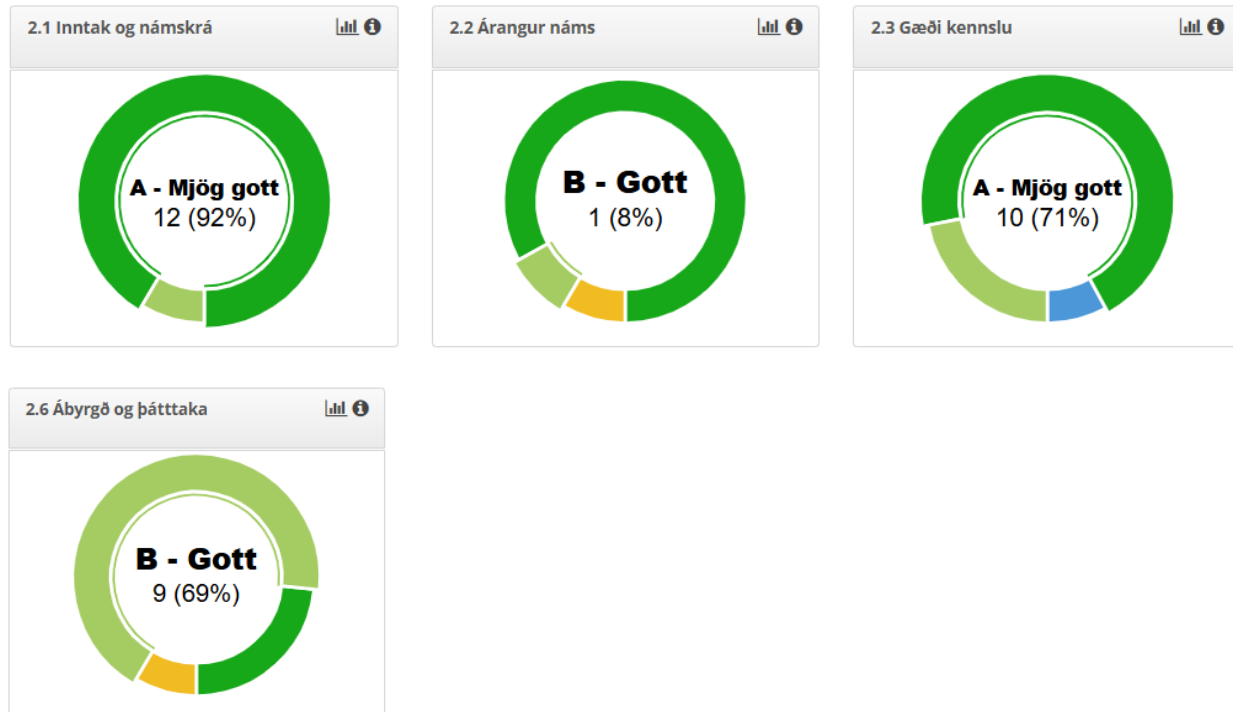 2.1 Inntak og námskrá
A - Mjög gott
12 (92%)
2.2 Árangur náms
B - Gott
1 (8%)
2.3 Gæði kennslu
A - Mjög gott
10 (71%)
2.6 Ábyrgð og þátttaka
B - Gott
9 (69%)